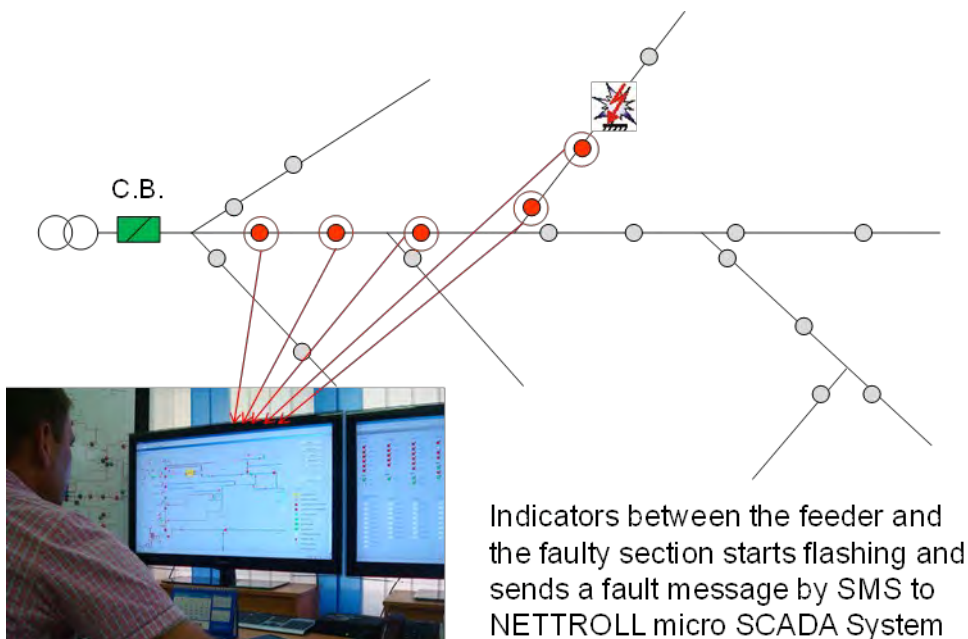 C.B.
Indicators between the feeder and
the faulty section starts flashing and
sends a fault message by SMS to
NETTROLL micro SCADA System